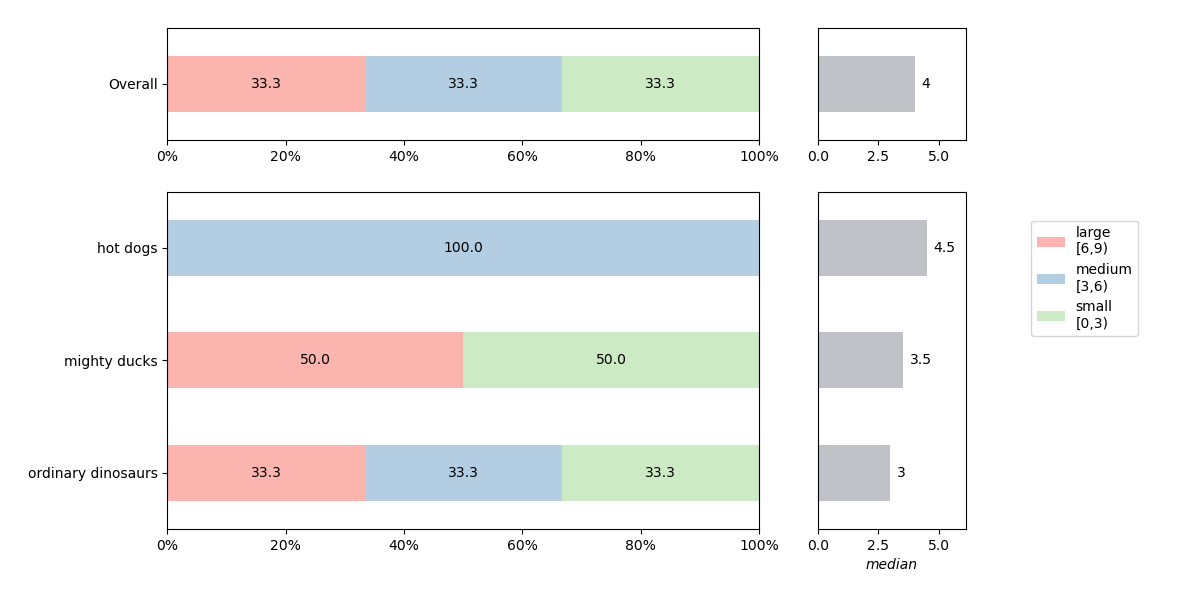 Overall
33.3 33.3 33.3
4
0% 20% 40% 60% 80% 100%
0.0 2.5 5.0
hot dogs
100.0
4.5
mighty ducks
50.0 50.0
3.5
ordinary dinosaurs
33.3 33.3 33.3
3
0% 20% 40% 60% 80% 100%
0.0 2.5 5.0
median
large
[6,9)
medium
[3,6)
small
[0,3)